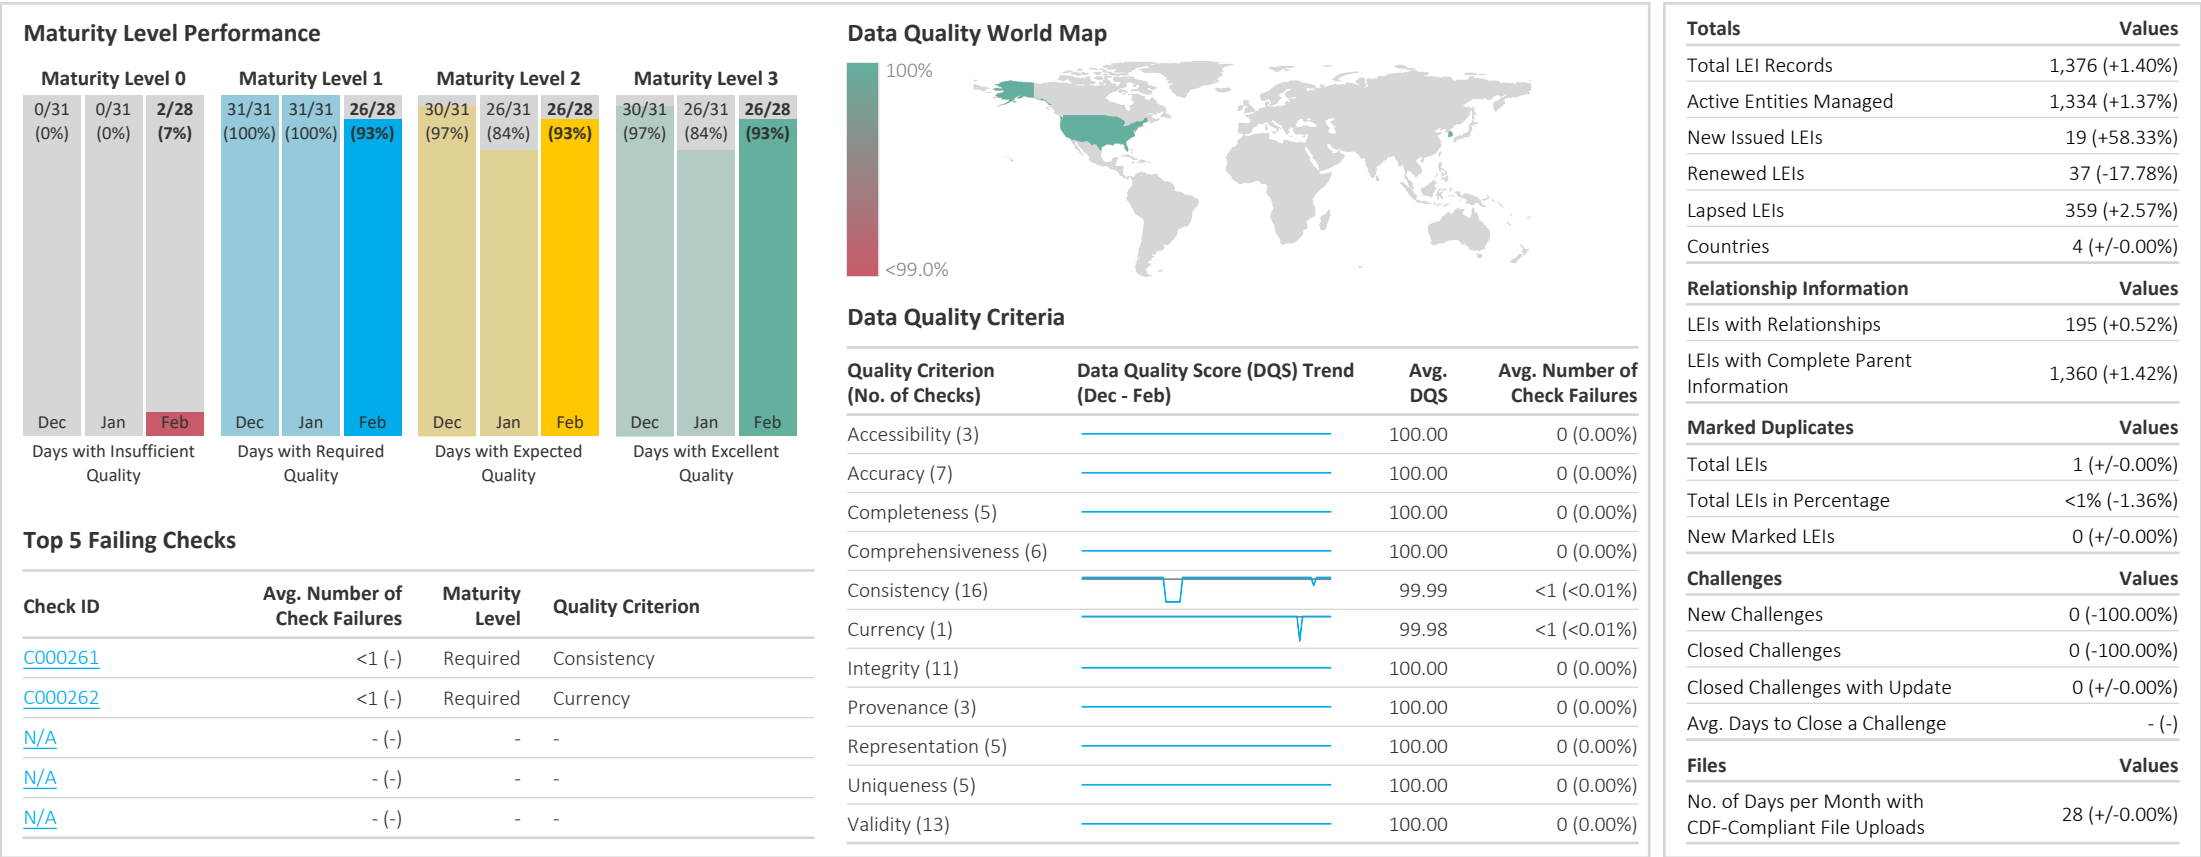 Maturity Level Performance
Maturity Level 0
Maturity Level 1
Maturity Level 2
Maturity Level 3
0/31 0/31 2/28
(0%) (0%) (7%)
31/31 31/31 26/28
(100%) (100%) (93%)
30/31 26/31 26/28
(97%) (84%) (93%)
30/31 26/31 26/28
(97%) (84%) (93%)
Dec Jan Feb
Dec Jan Feb
Dec Jan Feb
Dec Jan Feb
Days with Insufficient
Quality
Days with Required
Quality
Days with Expected
Quality
Days with Excellent
Quality
Top 5 Failing Checks
Check ID Avg. Number of Check Failures Maturity Level Quality Criterion
C000261 <1 (-) Required Consistency
C000262 <1 (-) Required Currency
N/A - (-) - -
N/A - (-) - -
N/A - (-) - -
Data Quality World Map
100%
<99.0%
Data Quality Criteria
Quality Criterion Data Quality Score (DQS) Trend Avg. Avg. Number of
(No. of Checks) (Dec - Feb) DQS Check Failures
Accessibility (3) 100.00 0 (0.00%)
Accuracy (7) 100.00 0 (0.00%)
Completeness (5) 100.00 0 (0.00%)
Comprehensiveness (6) 100.00 0 (0.00%)
Consistency (16) 99.99 <1 (<0.01%)
Currency (1) 99.98 <1 (<0.01%)
Integrity (11) 100.00 0 (0.00%)
Provenance (3) 100.00 0 (0.00%)
Representation (5) 100.00 0 (0.00%)
Uniqueness (5) 100.00 0 (0.00%)
Validity (13) 100.00 0 (0.00%)
Totals Values
Total LEI Records 1,376 (+1.40%)
Active Entities Managed 1,334 (+1.37%)
New Issued LEIs 19 (+58.33%)
Renewed LEIs 37 (-17.78%)
Lapsed LEIs 359 (+2.57%)
Countries 4 (+/-0.00%)
Relationship Information Values
LEIs with Relationships 195 (+0.52%)
LEIs with Complete Parent
Information 1,360 (+1.42%)
Marked Duplicates Values
Total LEIs 1 (+/-0.00%)
Total LEIs in Percentage <1% (-1.36%)
New Marked LEIs 0 (+/-0.00%)
Challenges Values
New Challenges 0 (-100.00%)
Closed Challenges 0 (-100.00%)
Closed Challenges with Update 0 (+/-0.00%)
Avg. Days to Close a Challenge - (-)
Files Values
No. of Days per Month with
CDF-Compliant File Uploads 28 (+/-0.00%)